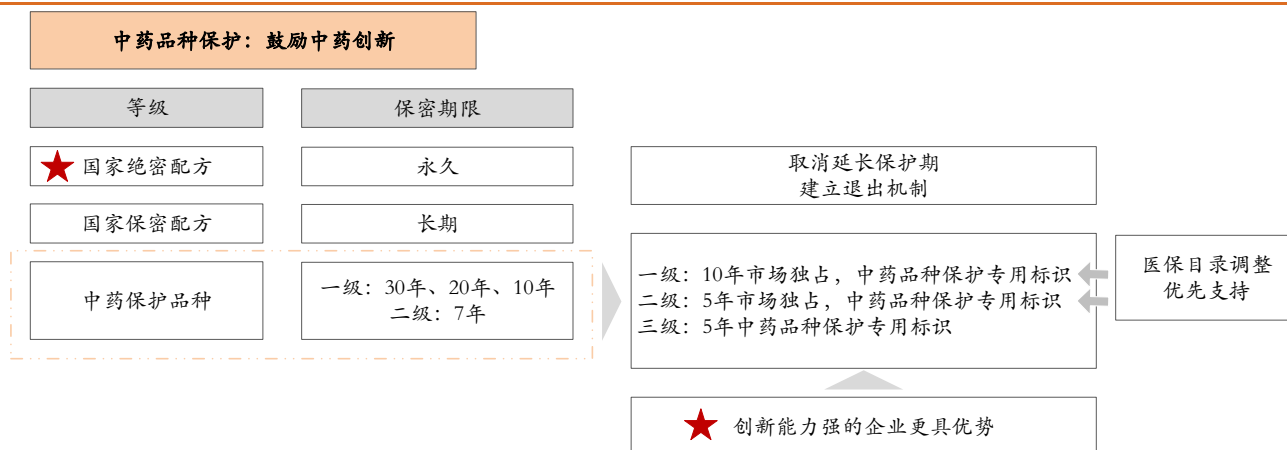 中药品种保护：鼓励中药创新
等级
保密期限
国家绝密配方
永久
国家保密配方
长期
中药保护品种
一级：30年、20年、10年
二级：7年
取消延长保护期
建立退出机制
一级：10年市场独占，中药品种保护专用标识
二级：5年市场独占，中药品种保护专用标识
三级：5年中药品种保护专用标识
医保目录调整
优先支持
创新能力强的企业更具优势